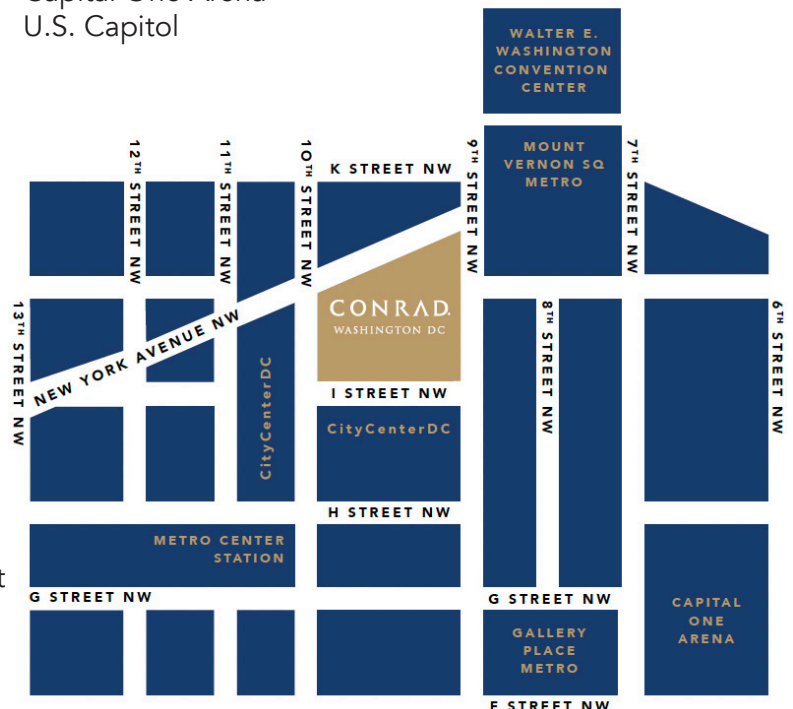 Capital One Arena
U.S. Capitol
WALTER E.
WASHINGTON
CONVENTION
CENTER
12TH STREET NW
11TH STREET NW
10TH STREET NW
K STREET NW
9TH STREET NW
MOUNT
VERNON SQ
METRO
7TH STREET NW
13TH STREET NW
NEW YORK AVENUE NW
CONRAD.
WASHINGTON DC
8TH STREET NW
6TH STREET NW
I STREET NW
CityCenterDC
CityCenterDC
H STREET NW
METRO CENTER
STATION
t
G STREET NW
G STREET NW
CAPITAL
ONE
ARENA
GALLERY
PLACE
METRO
F STREET NW